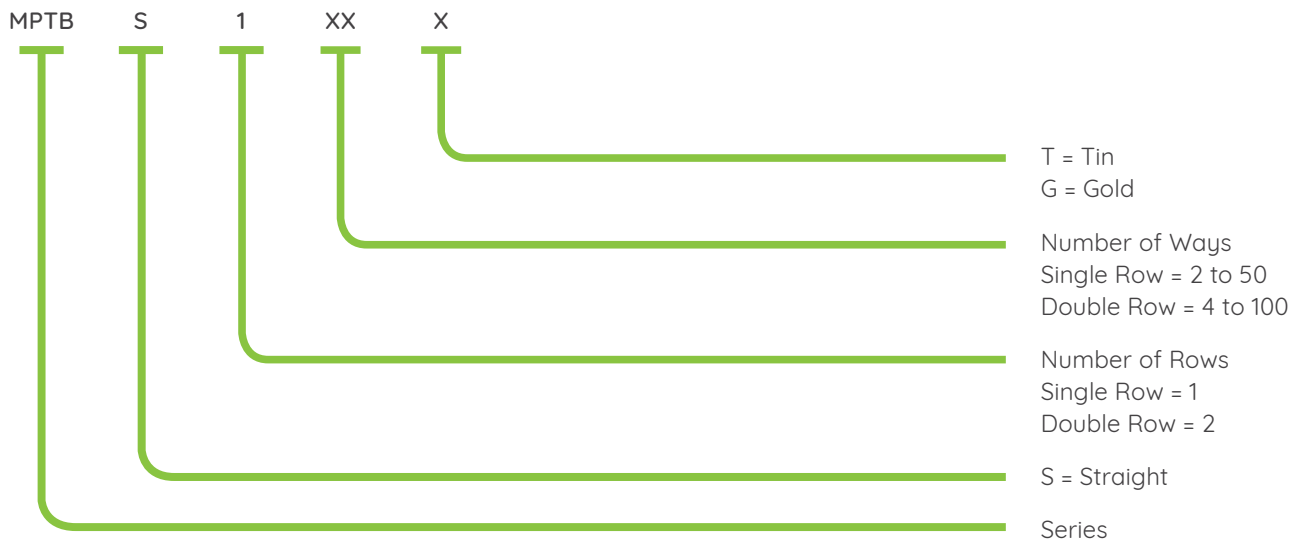 MPTB S 1 XX X
T = Tin
G = Gold
Number of Ways
Single Row = 2 to 50
Double Row = 4 to 100
Number of Rows
Single Row = 1
Double Row = 2
S = Straight
Series